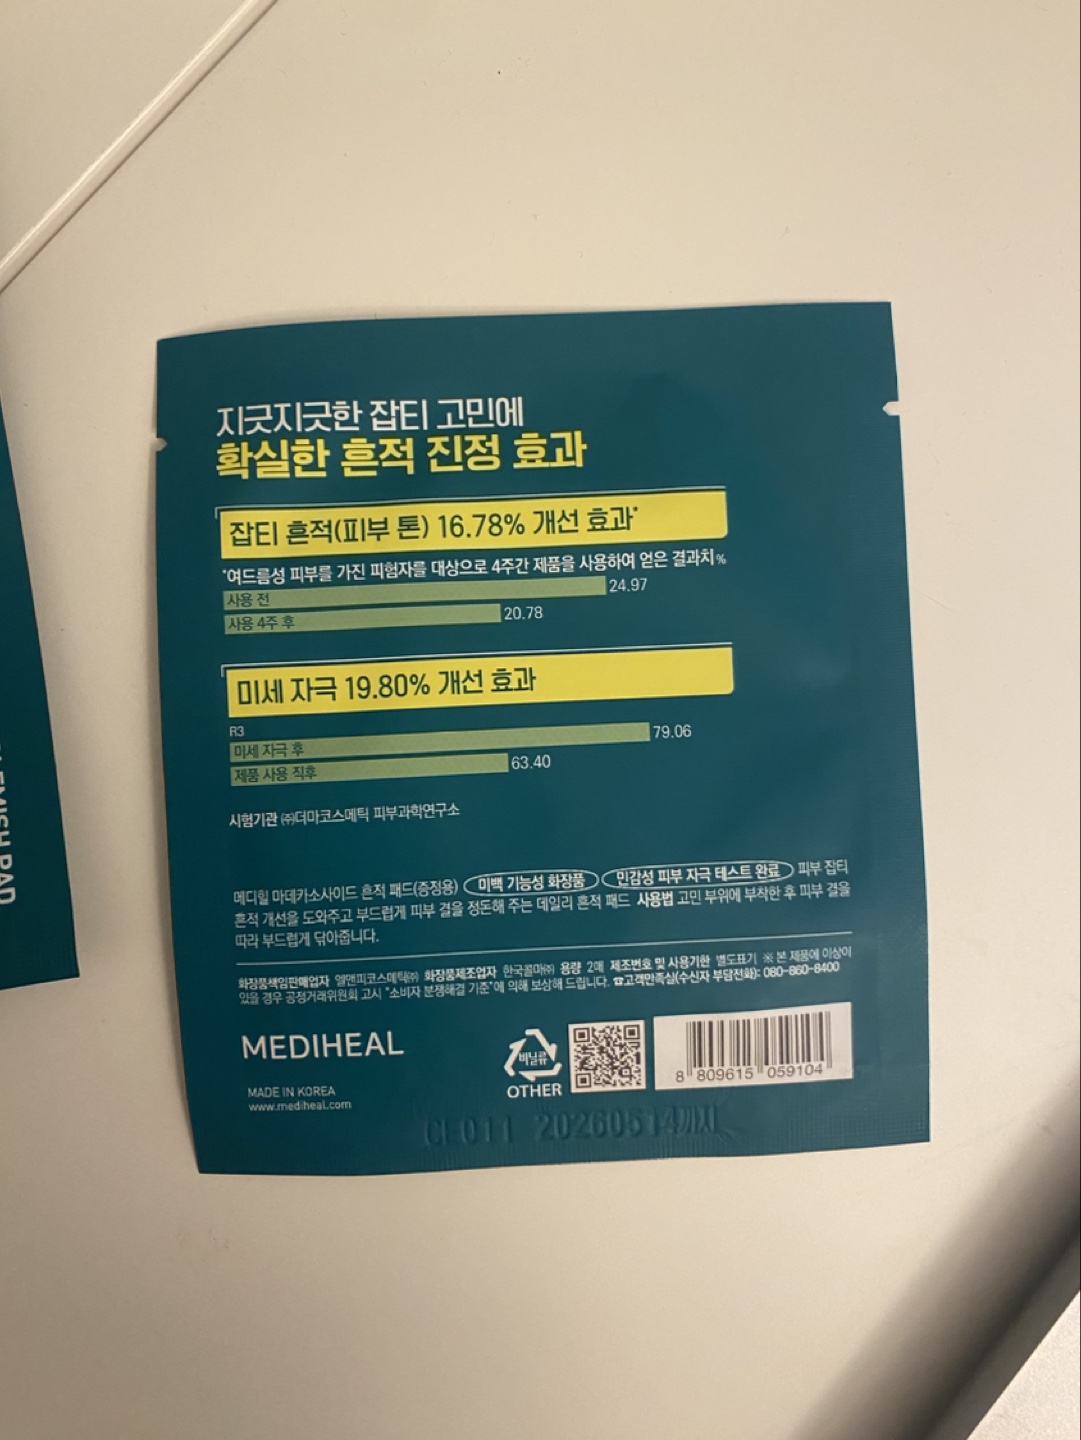 지긋지긋한 잡티 고민에
확실한 흔적 진정 효과
잡티 흔적(피부 톤) 16.78% 개선 효과*
*여드름성 피부를 가진 피험자를 대상으로 4주간 제품을 사용하여 얻은 결과치 %
사용 전 24.97
사용 4주 후 20.78
미세 자극 19.80% 개선 효과
R3
미세 자극 후 79.06
제품 사용 직후 63.40
시험기관 ㈜더마코스메틱 피부과학연구소
메디힐 마데카소사이드 흔적 패드(증정용) 미백 기능성 화장품 민감성 피부 자극 테스트 완료 피부 잡티
흔적 개선을 도와주고 부드럽게 피부 결을 정돈해 주는 데일리 흔적 패드 사용법 고민 부위에 부착한 후 피부 결을
따라 부드럽게 닦아줍니다.
화장품책임판매업자 엘앤피코스메틱㈜ 화장품제조업자 한국콜마㈜ 용량 2매 제조번호 및 사용기한 별도표기 ※ 본 제품에 이상이
있을 경우 공정거래위원회 고시 "소비자 분쟁해결 기준"에 의해 보상해 드립니다. ☎고객만족실(수신자 부담전화): 080-860-8400
MEDIHEAL
비닐류
OTHER
8 809615 059104
MADE IN KOREA
www.mediheal.com
20260514까지
PAD